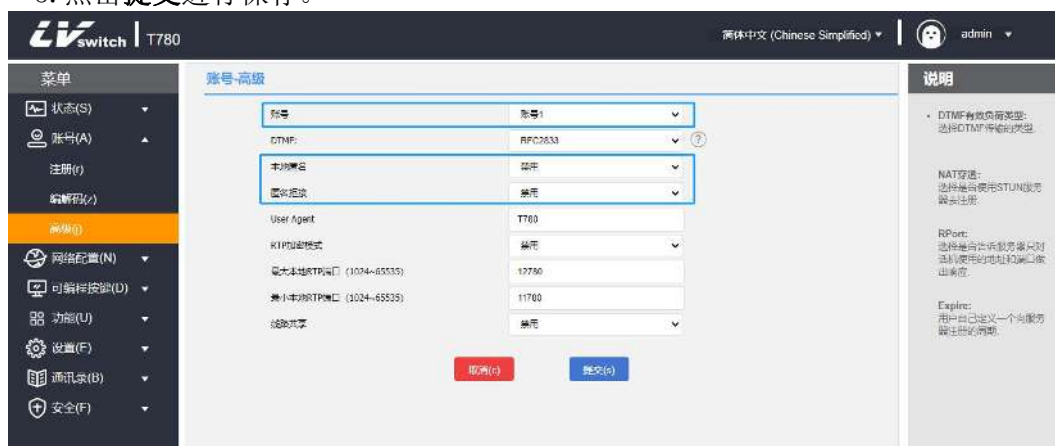 点击提交进行保存。
LVswitch T780
简体中文 (Chinese Simplified)
admin
菜单
状态(S)
账号(A)
注册(r)
编解码(z)
高级(j)
网络配置(N)
可编程按键(D)
功能(U)
设置(F)
通讯录(B)
安全(F)
账号-高级
账号 账号1
DTMF: RFC2833
本地匿名 禁用
匿名拒接 禁用
User Agent T780
RTP加密模式 禁用
最大本地RTP端口 (1024~65535) 12780
最小本地RTP端口 (1024~65535) 11780
线路共享 禁用
取消(c) 提交(s)
说明
DTMF有效负荷类型:
选择DTMF传输的类型.
NAT穿透:
选择是否使用STUN服务
器去注册
RPort:
选择是否告诉服务器只对
话机使用的地址和端口做
出响应.
Expire:
用户自己定义一个向服务
器注册的周期.